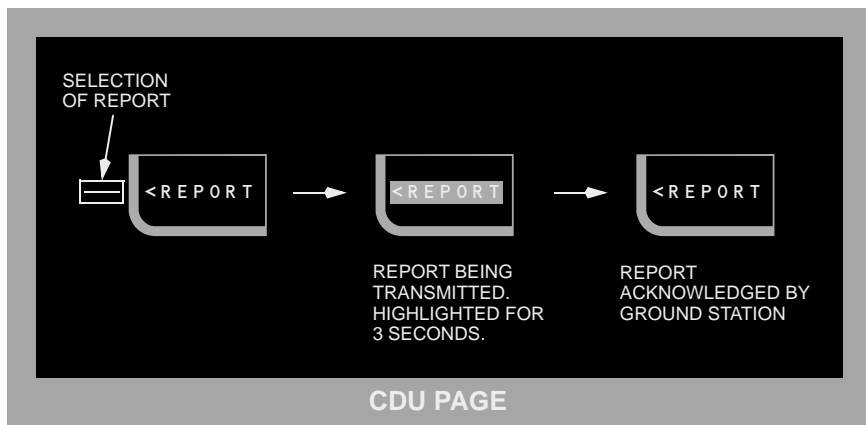 SELECTION
OF REPORT
<REPORT
<REPORT
<REPORT
REPORT BEING
TRANSMITTED.
HIGHLIGHTED FOR
3 SECONDS.
REPORT
ACKNOWLEDGED BY
GROUND STATION
CDU PAGE